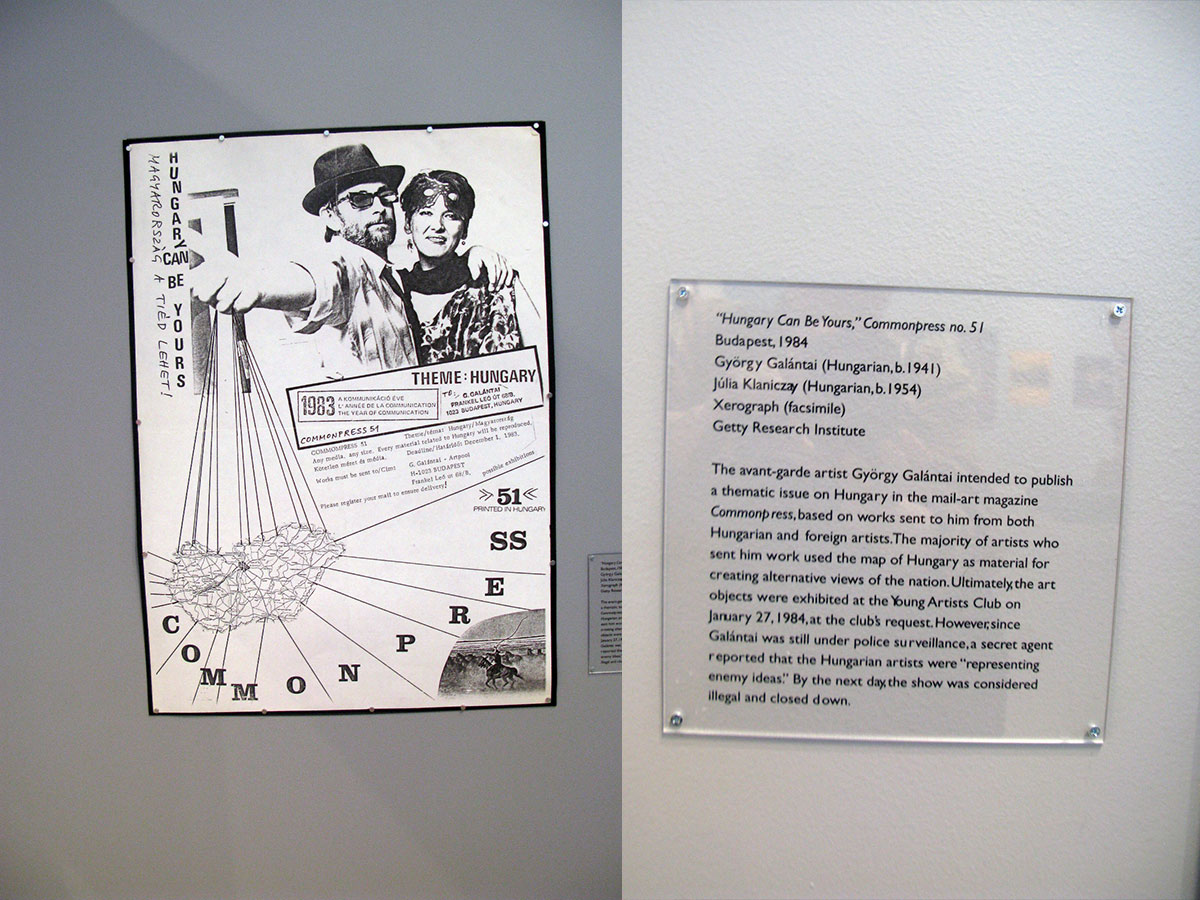 HUNGARY CAN BE YOURS
MAGYARORSZÁG A TIÉD LEHET!
THEME: HUNGARY
1983
A KOMMUNIKÁCIÓ ÉVE
L'ANNÉE DE LA COMMUNICATION
THE YEAR OF COMMUNICATION
TO: G. GALÁNTAI
FRANKEL LEÓ ÚT 68/B.
1023 BUDAPEST, HUNGARY
COMMONPRESS 51
COMMOMPRESS 51
Theme/téma: Hungary/Magyarország
Any media, any size. Every material related to Hungary will be reproduced.
Kötetlen méret és média.
Deadline/Határidő: December 1, 1983.
Works must be sent to/Cím:
G. Galántai - Artpool
H-1023 BUDAPEST
Frankel Leó ut 68/B.
possible exhibitions
Please register your mail to ensure delivery!
>>51<<
PRINTED IN HUNGARY
COMMONPRESS
"Hungary Can Be Yours," Commonpress no. 51
Budapest, 1984
György Galántai (Hungarian, b.1941)
Júlia Klaniczay (Hungarian, b.1954)
Xerograph (facsimile)
Getty Research Institute
The avant-garde artist György Galántai intended to publish
a thematic issue on Hungary in the mail-art magazine
Commonpress, based on works sent to him from both
Hungarian and foreign artists. The majority of artists who
sent him work used the map of Hungary as material for
creating alternative views of the nation. Ultimately, the art
objects were exhibited at the Young Artists Club on
January 27, 1984, at the club's request. However, since
Galántai was still under police surveillance, a secret agent
reported that the Hungarian artists were "representing
enemy ideas." By the next day, the show was considered
illegal and closed down.